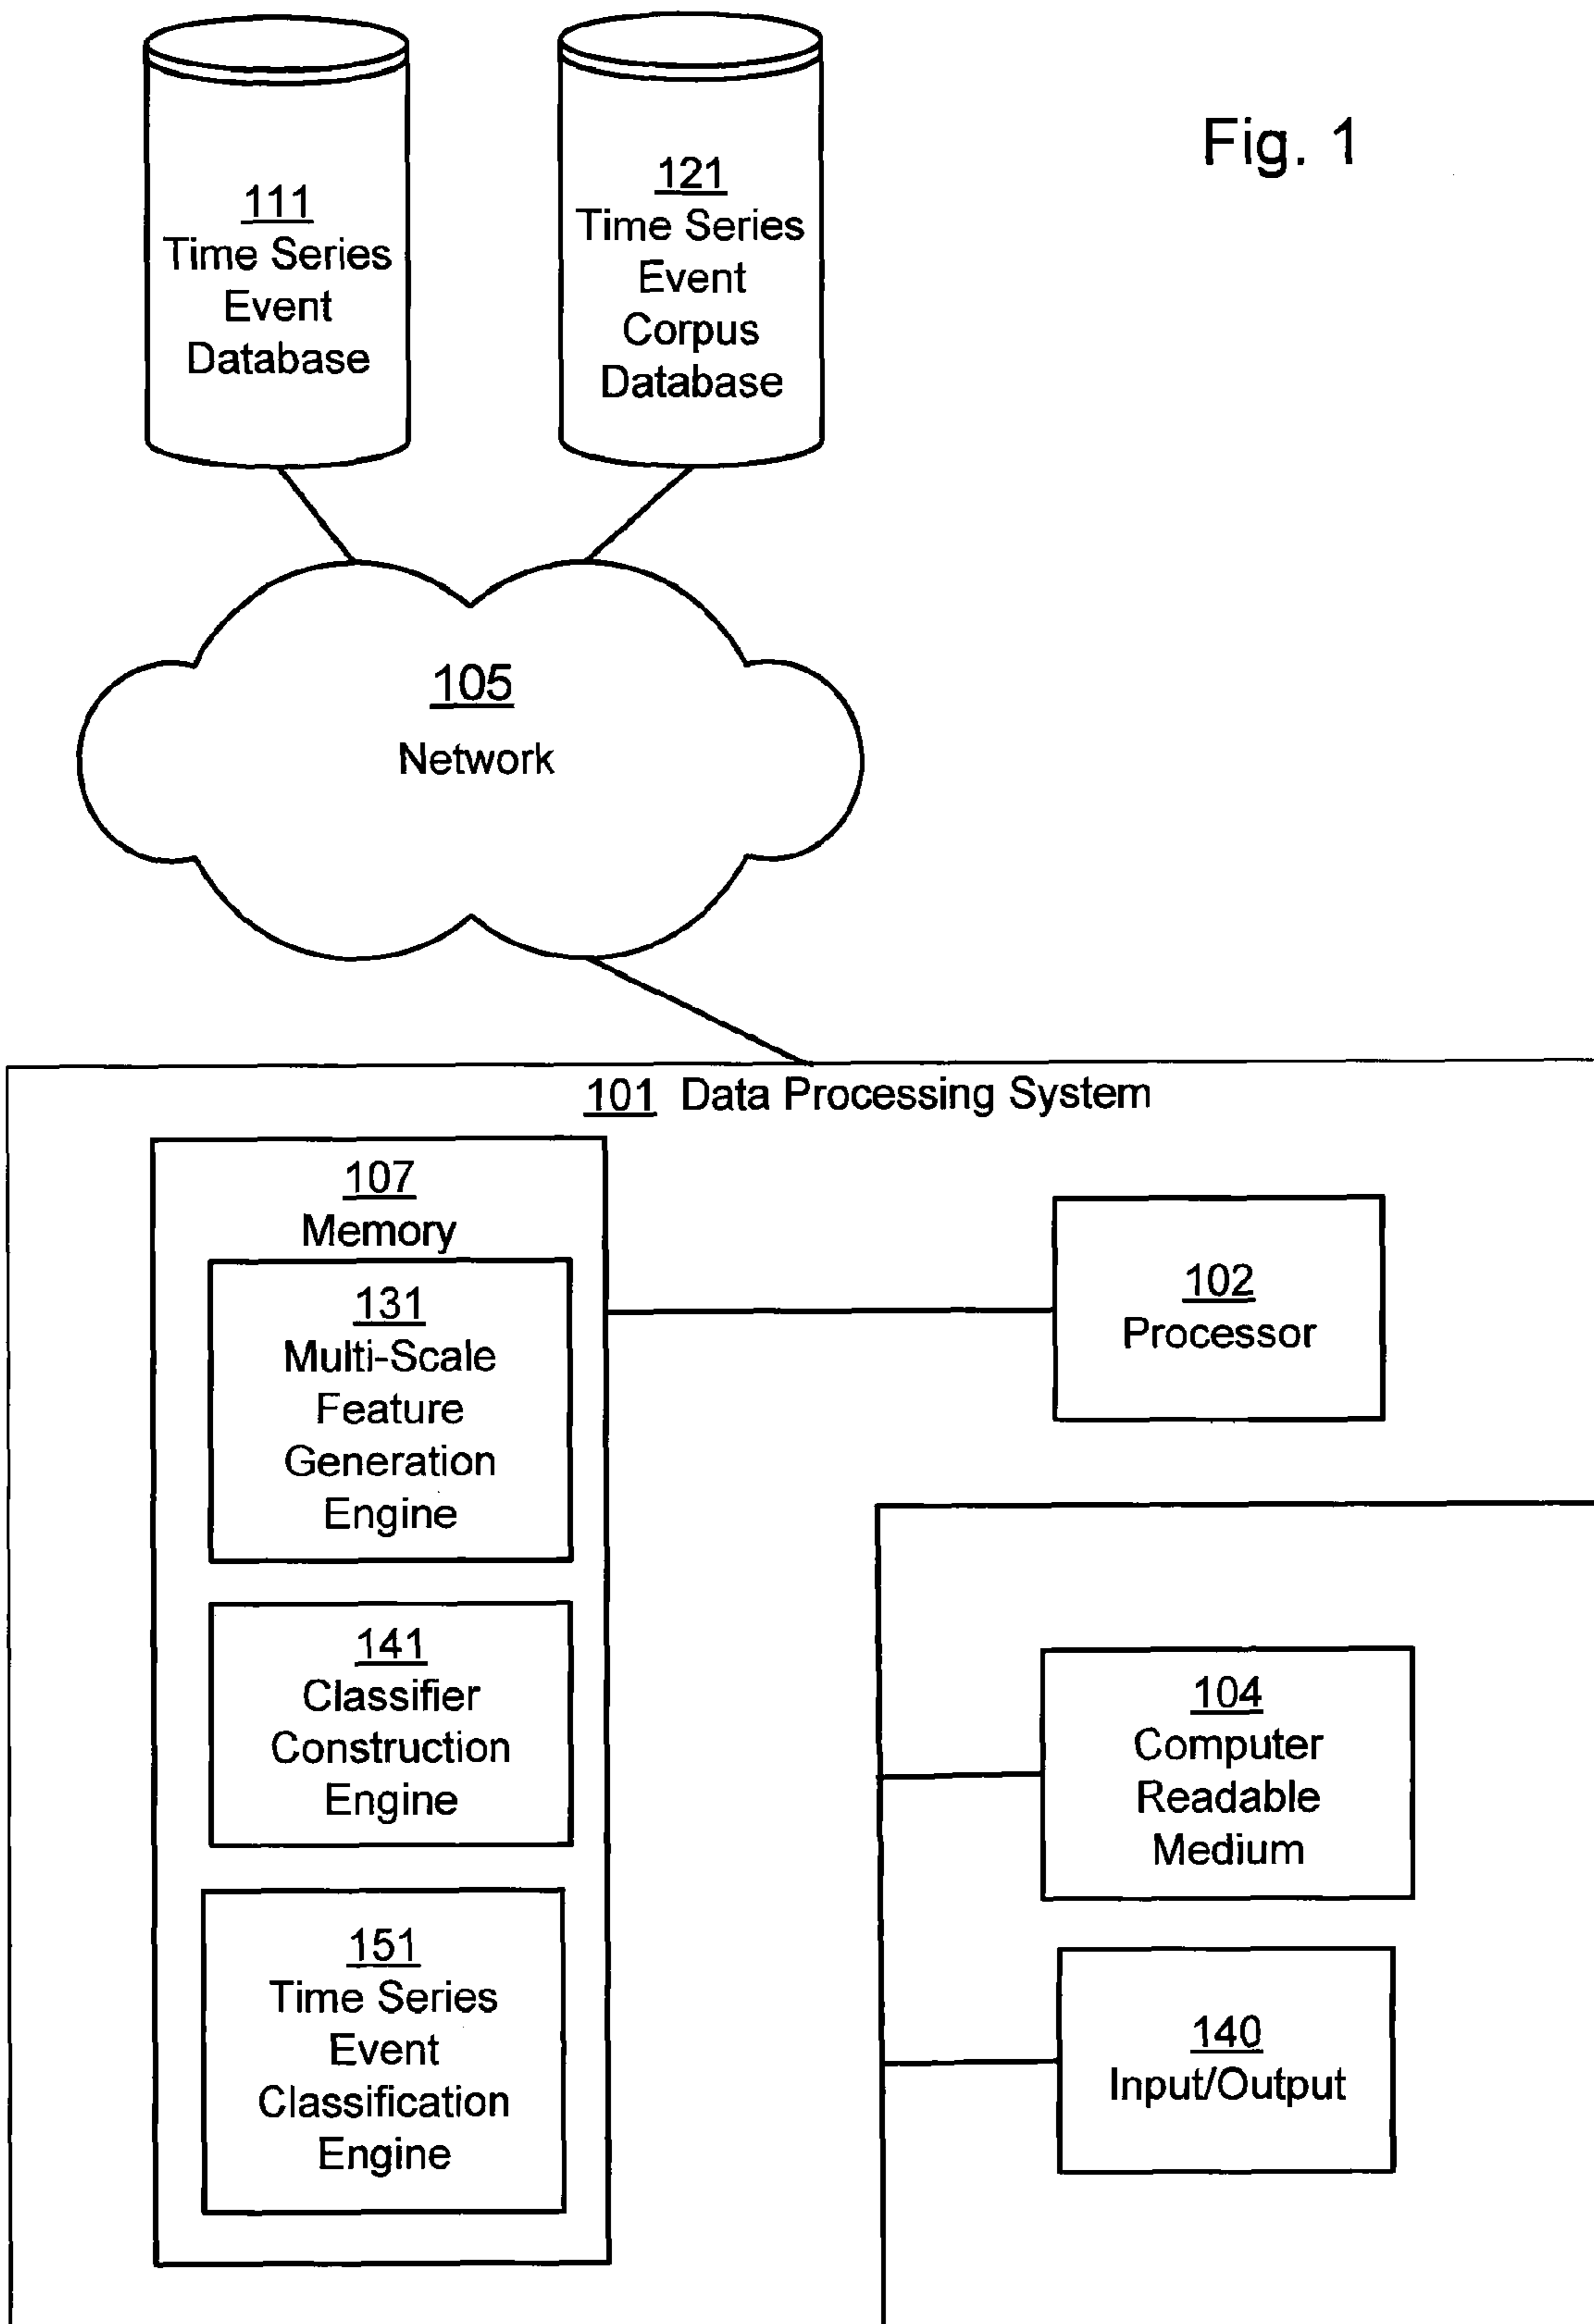 Fig. 1
111
Time Series
Event
Database
121
Time Series
Event
Corpus
Database
105
Network
101 Data Processing System
107
Memory
131
Multi-Scale
Feature
Generation
Engine
141
Classifier
Construction
Engine
151
Time Series
Event
Classification
Engine
102
Processor
104
Computer
Readable
Medium
140
Input/Output